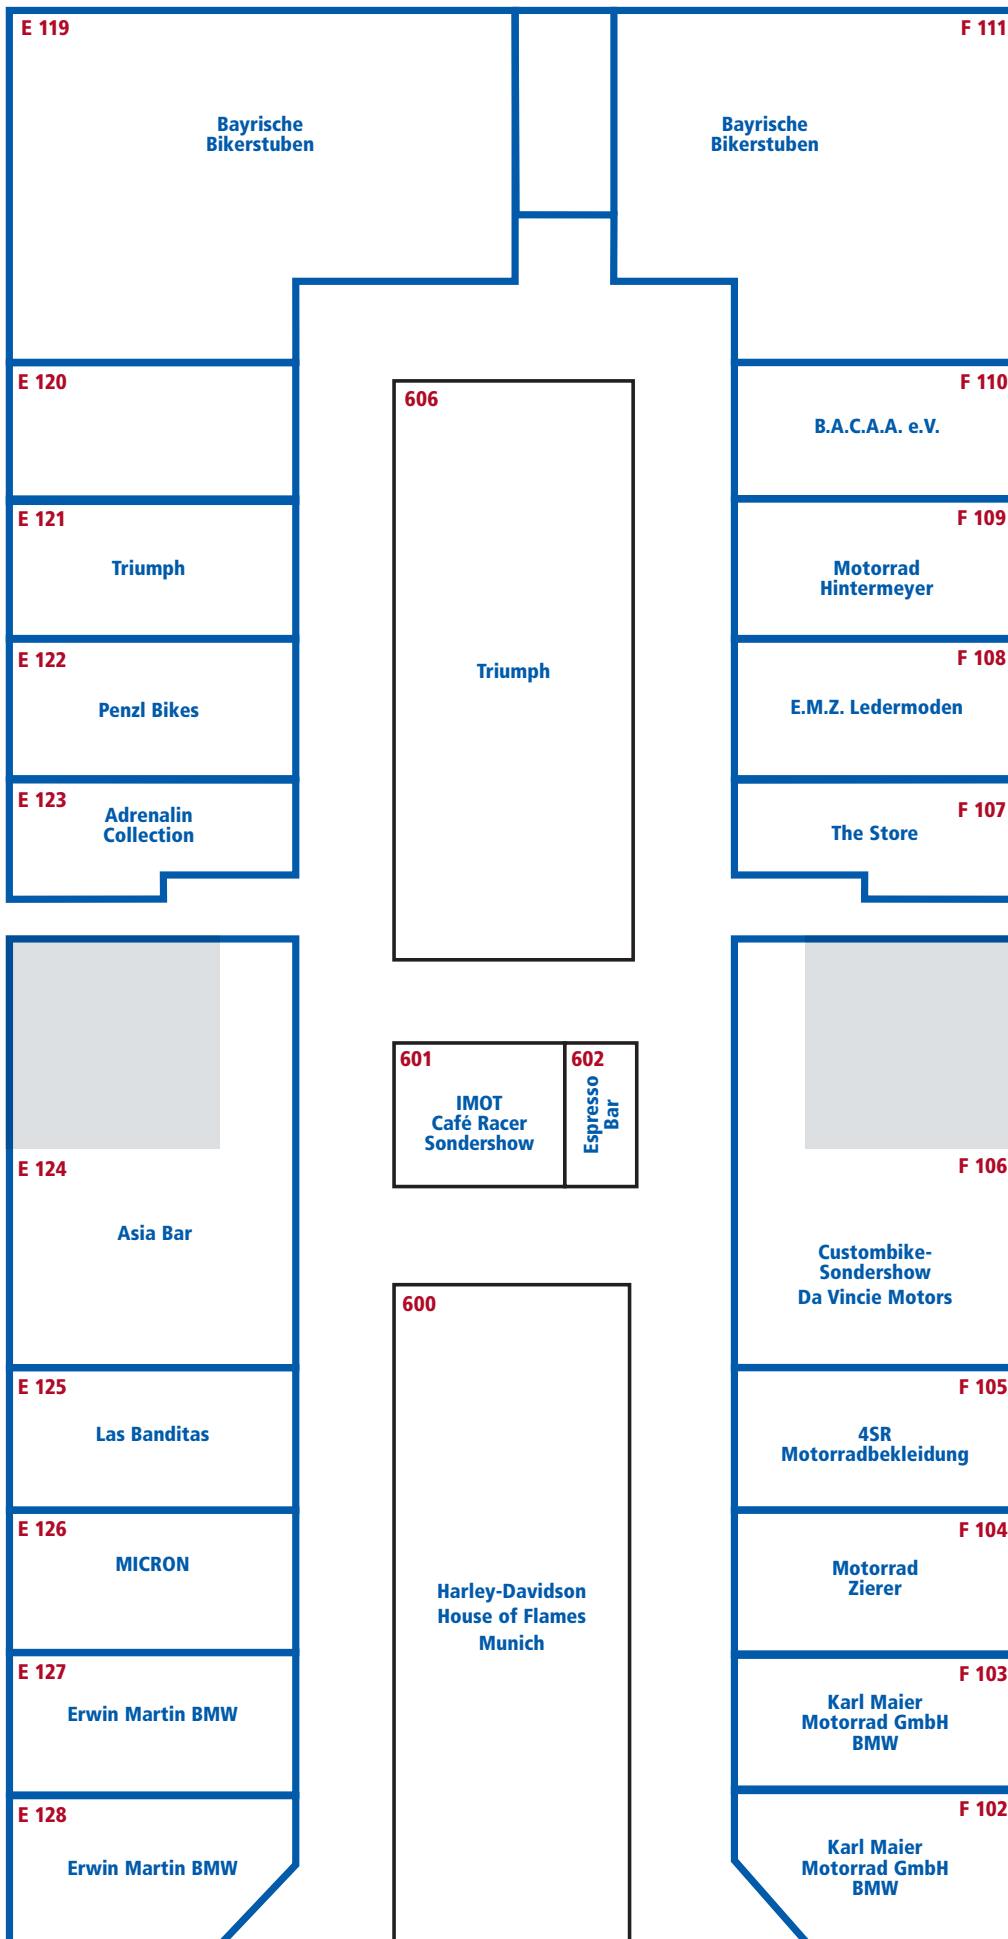 E 119
Bayrische
Bikerstuben
F 111
Bayrische
Bikerstuben
E 120
E 121
Triumph
E 122
Penzl Bikes
E 123
Adrenalin
Collection
606
Triumph
F 110
B.A.C.A.A. e.V.
F 109
Motorrad
Hintermeyer
F 108
E.M.Z. Ledermoden
F 107
The Store
601
IMOT
Café Racer
Sondershow
602
Espresso
Bar
E 124
Asia Bar
E 125
Las Banditas
E 126
MICRON
E 127
Erwin Martin BMW
E 128
Erwin Martin BMW
600
Harley-Davidson
House of Flames
Munich
F 106
Custombike-
Sondershow
Da Vincie Motors
F 105
4SR
Motorradbekleidung
F 104
Motorrad
Zierer
F 103
Karl Maier
Motorrad GmbH
BMW
F 102
Karl Maier
Motorrad GmbH
BMW